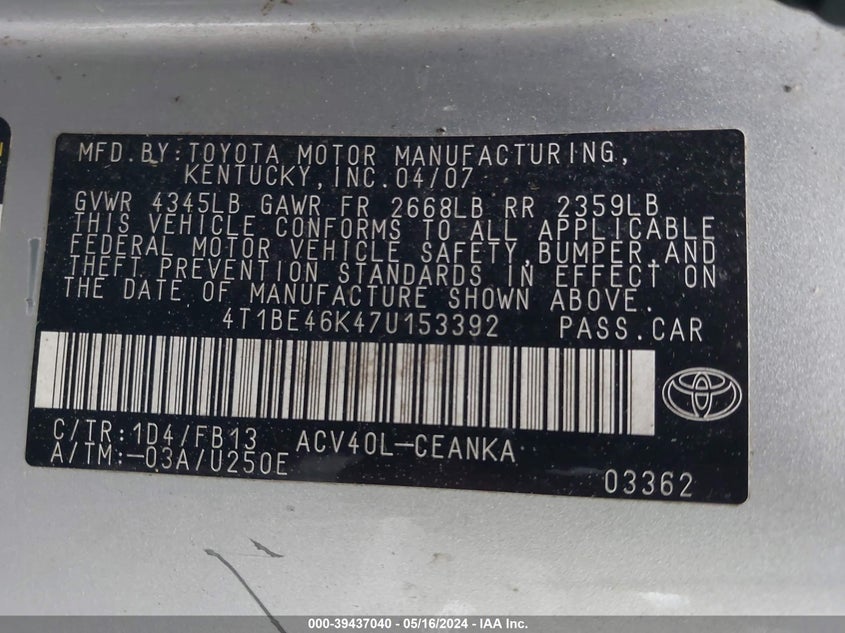 MFD.BY:TOYOTA MOTOR MANUFACTURING,
KENTUCKY,INC.04/07
GVWR 4345LB GAWR FR 2668LB RR 2359LB
THIS VEHICLE CONFORMS TO ALL APPLICABLE
FEDERAL MOTOR VEHICLE SAFETY,BUMPER,AND
THEFT PREVENTION STANDARDS IN EFFECT ON
THE DATE OF MANUFACTURE SHOWN ABOVE.
4T1BE46K47U153392 PASS.CAR
C/TR:1D4/FB13 ACV40L-CEANKA
A/TM:-03A/U250E
03362
000-39437040 - 05/16/2024 - IAA Inc.